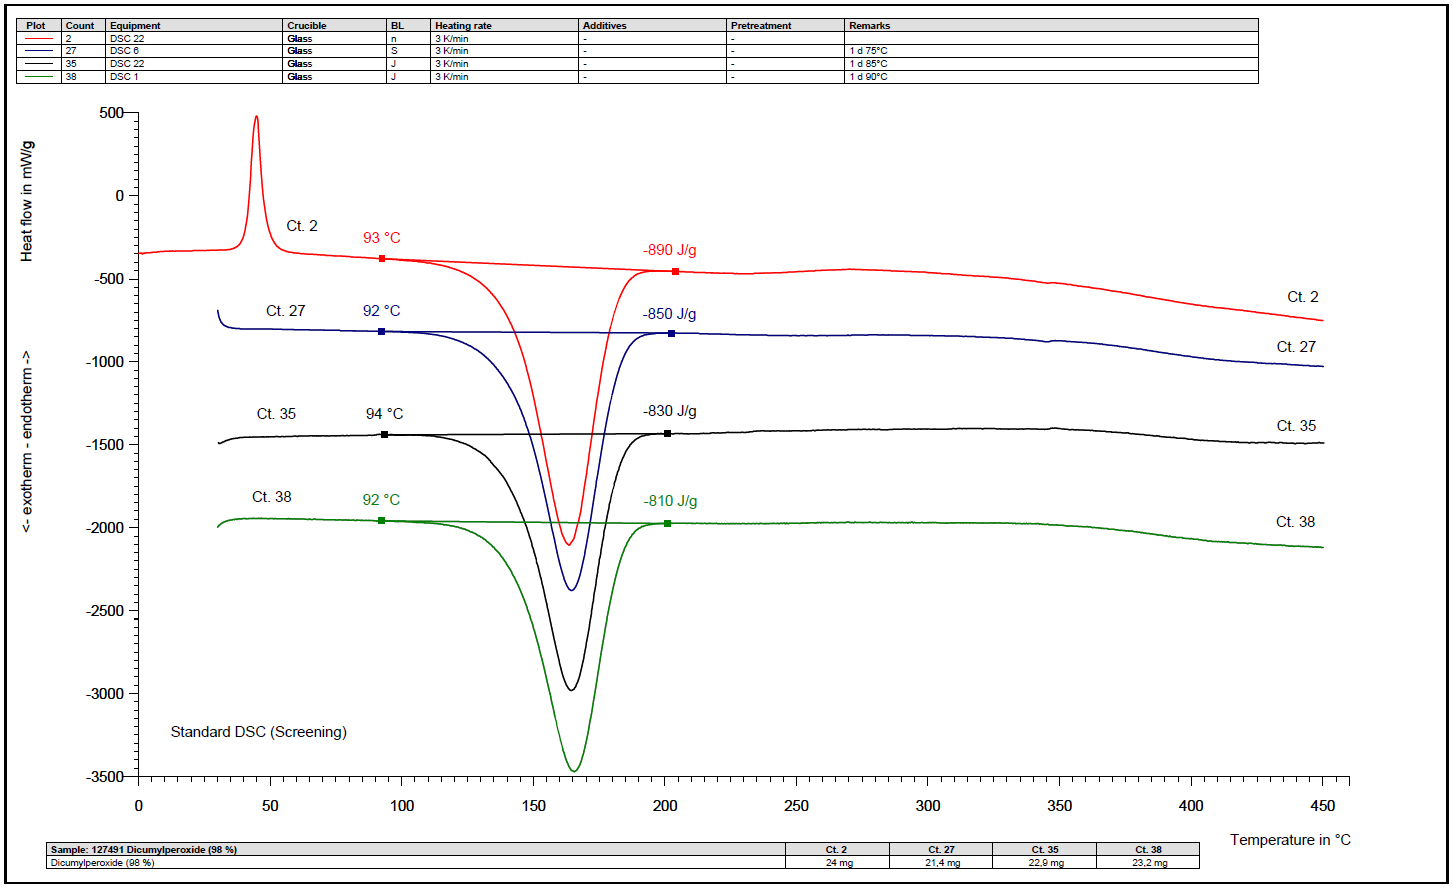 Plot Count Equipment Crucible BL Heating rate Additives Pretreatment Remarks
2 DSC 22 Glass n 3 K/min - -
27 DSC 6 Glass S 3 K/min - - 1 d 75°C
35 DSC 22 Glass J 3 K/min - - 1 d 85°C
38 DSC 1 Glass J 3 K/min - - 1 d 90°C
500
0
-500
-1000
-1500
-2000
-2500
-3000
-3500
Heat flow in mW/g
<- exotherm - endotherm ->
Ct. 2
93 °C
-890 J/g
Ct. 2
Ct. 27
92 °C
-850 J/g
Ct. 27
Ct. 35
94 °C
-830 J/g
Ct. 35
Ct. 38
92 °C
-810 J/g
Ct. 38
Standard DSC (Screening)
0 50 100 150 200 250 300 350 400 450
Temperature in °C
Sample: 127491 Dicumylperoxide (98 %) Ct. 2 Ct. 27 Ct. 35 Ct. 38
Dicumylperoxide (98 %) 24 mg 21,4 mg 22,9 mg 23,2 mg